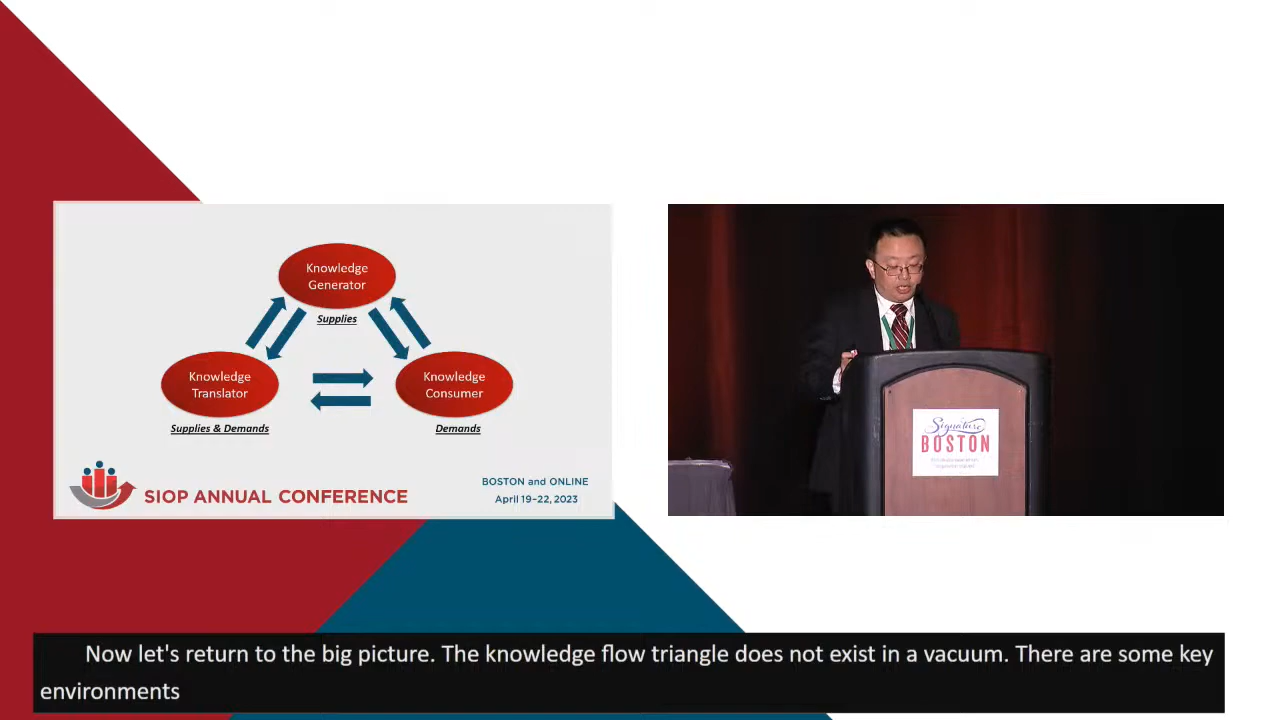 Knowledge
Generator
Supplies
Knowledge
Translator
Supplies & Demands
Knowledge
Consumer
Demands
SIOP ANNUAL CONFERENCE
BOSTON and ONLINE
April 19-22, 2023
Signature
BOSTON
Now let's return to the big picture. The knowledge flow triangle does not exist in a vacuum. There are some key
environments